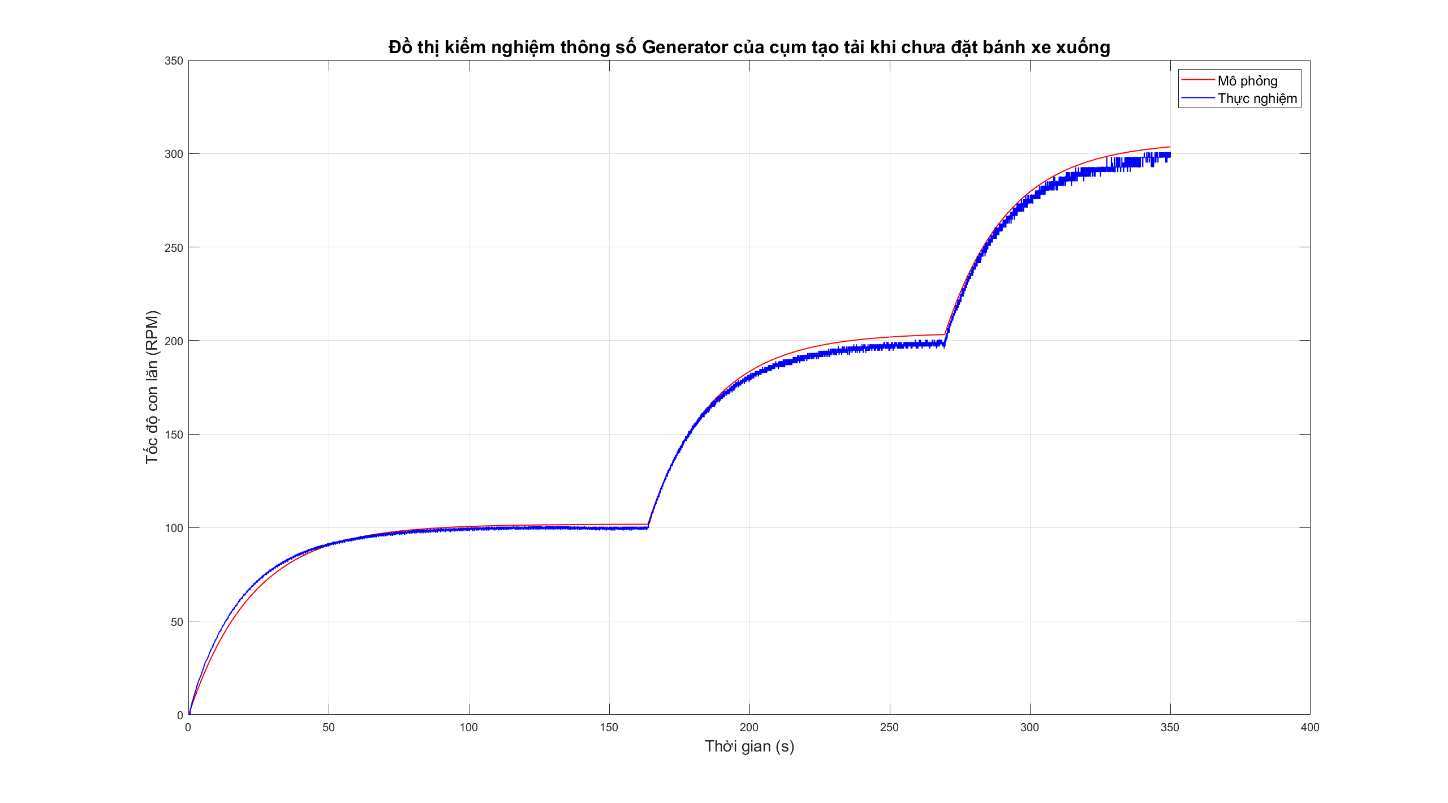 Đồ thị kiểm nghiệm thông số Generator của cụm tạo tải khi chưa đặt bánh xe xuống
Mô phỏng
Thực nghiệm
Tốc độ con lăn (RPM)
350
300
250
200
150
100
50
0
0 50 100 150 200 250 300 350 400
Thời gian (s)